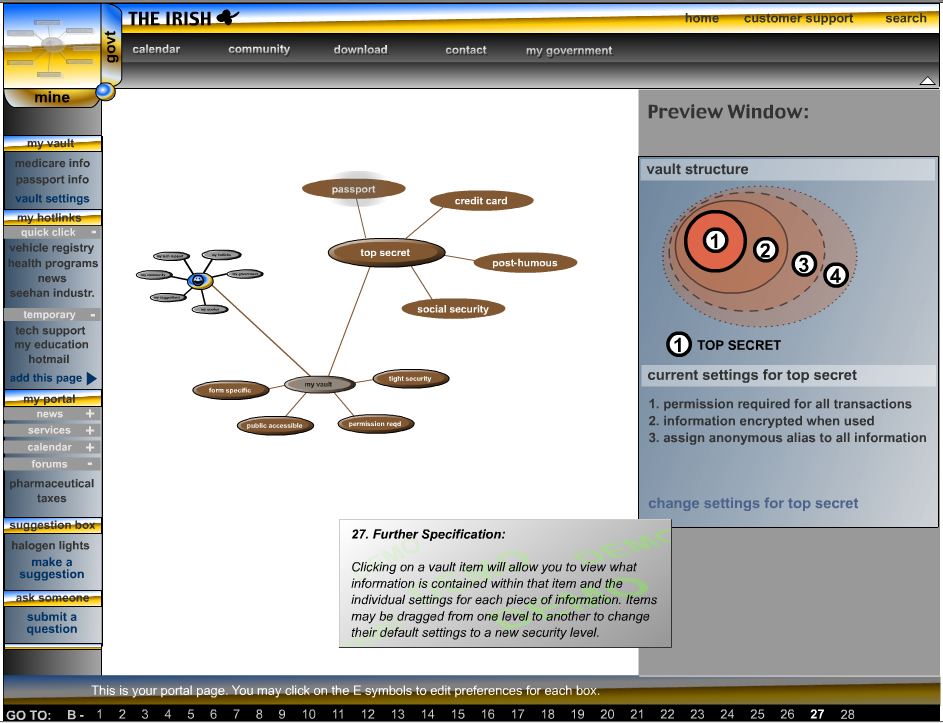 THE IRISH
govt
home customer support search
calendar community download contact my government
mine
my vault
medicare info
passport info
vault settings
my hotlinks
quick click -
vehicle registry
health programs
news
seehan industr.
temporary -
tech support
my education
hotmail
add this page
my portal
news +
services +
calendar +
forums -
pharmaceutical
taxes
suggestion box
halogen lights
make a
suggestion
ask someone
submit a
question
passport
credit card
top secret
post-humous
social security
my hotlinks
my government
my vault
tight security
form specific
public accessible
permission reqd
Preview Window:
vault structure
1
2
3
4
1 TOP SECRET
current settings for top secret
1. permission required for all transactions
2. information encrypted when used
3. assign anonymous alias to all information
change settings for top secret
27. Further Specification:
Clicking on a vault item will allow you to view what
information is contained within that item and the
individual settings for each piece of information. Items
may be dragged from one level to another to change
their default settings to a new security level.
DEMO
DEMO
DEMO
DEMO
This is your portal page. You may click on the E symbols to edit preferences for each box.
GO TO: B - 1 2 3 4 5 6 7 8 9 10 11 12 13 14 15 16 17 18 19 20 21 22 23 24 25 26 27 28